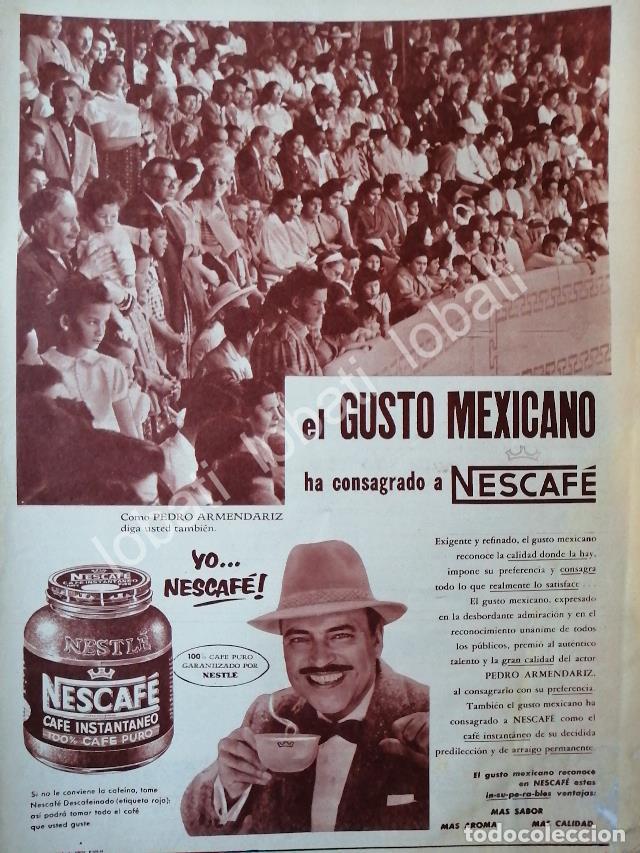 el GUSTO MEXICANO
ha consagrado a NESCAFÉ
Como PEDRO ARMENDARIZ
diga usted también.
YO...
NESCAFÉ!
100% CAFE PURO
GARANTIZADO POR
NESTLE
NESCAFÉ
CAFE INSTANTANEO
NESTLÉ
NESCAFÉ
CAFE INSTANTANEO
100% CAFE PURO
Si no le conviene la cafeína, tome
Nescafé Descafeinado (etiqueta roja);
así podrá tomar todo el café
que usted guste.
Exigente y refinado, el gusto mexicano
reconoce la calidad donde la hay,
impone su preferencia y consagra
todo lo que realmente lo satisface...
El gusto mexicano, expresado
en la desbordante admiración y en el
reconocimiento unánime de todos
los públicos, premió al auténtico
talento y la gran calidad del actor
PEDRO ARMENDARIZ,
al consagrarlo con su preferencia.
También el gusto mexicano ha
consagrado a NESCAFÉ como el
café instantáneo de su decidida
predilección y de arraigo permanente.
El gusto mexicano reconoce
en NESCAFÉ estas
in-su-pe-ra-bles ventajas:
MAS SABOR
MAS AROMA MAS CALIDAD
lobati lobati lobati lobati
todocoleccion.net